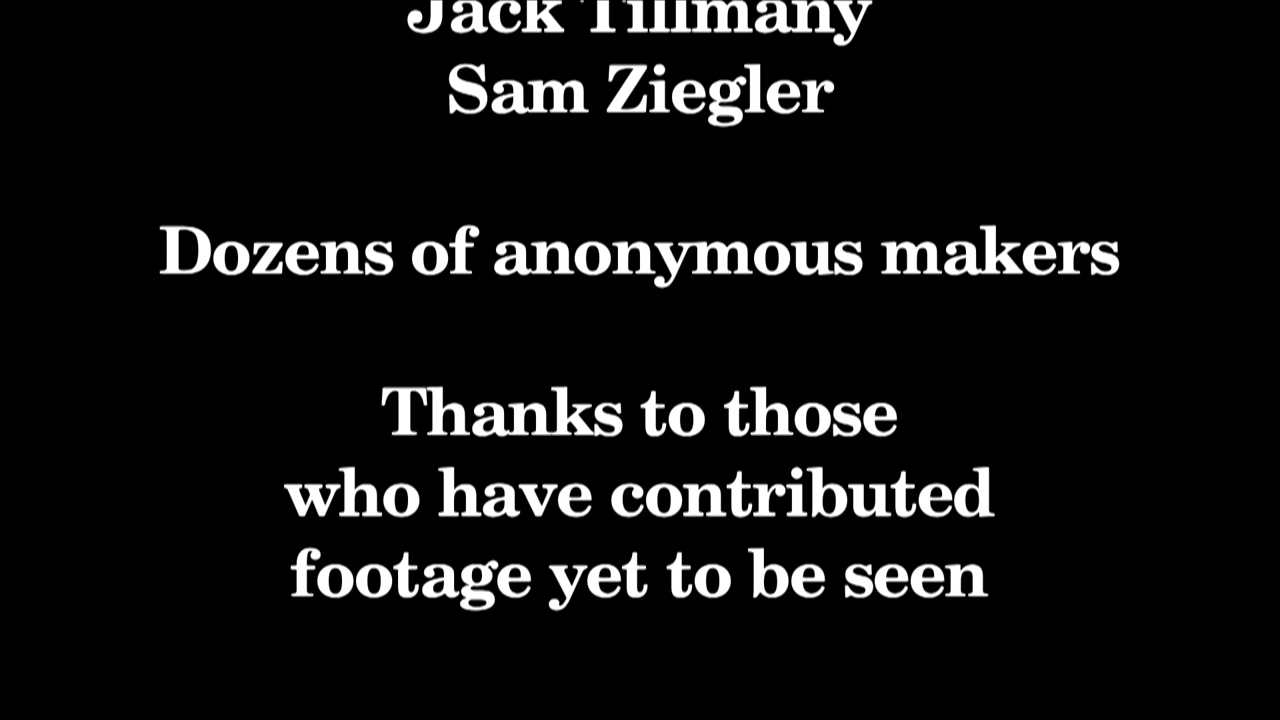 Jack Tillmany
Sam Ziegler
Dozens of anonymous makers
Thanks to those
who have contributed
footage yet to be seen